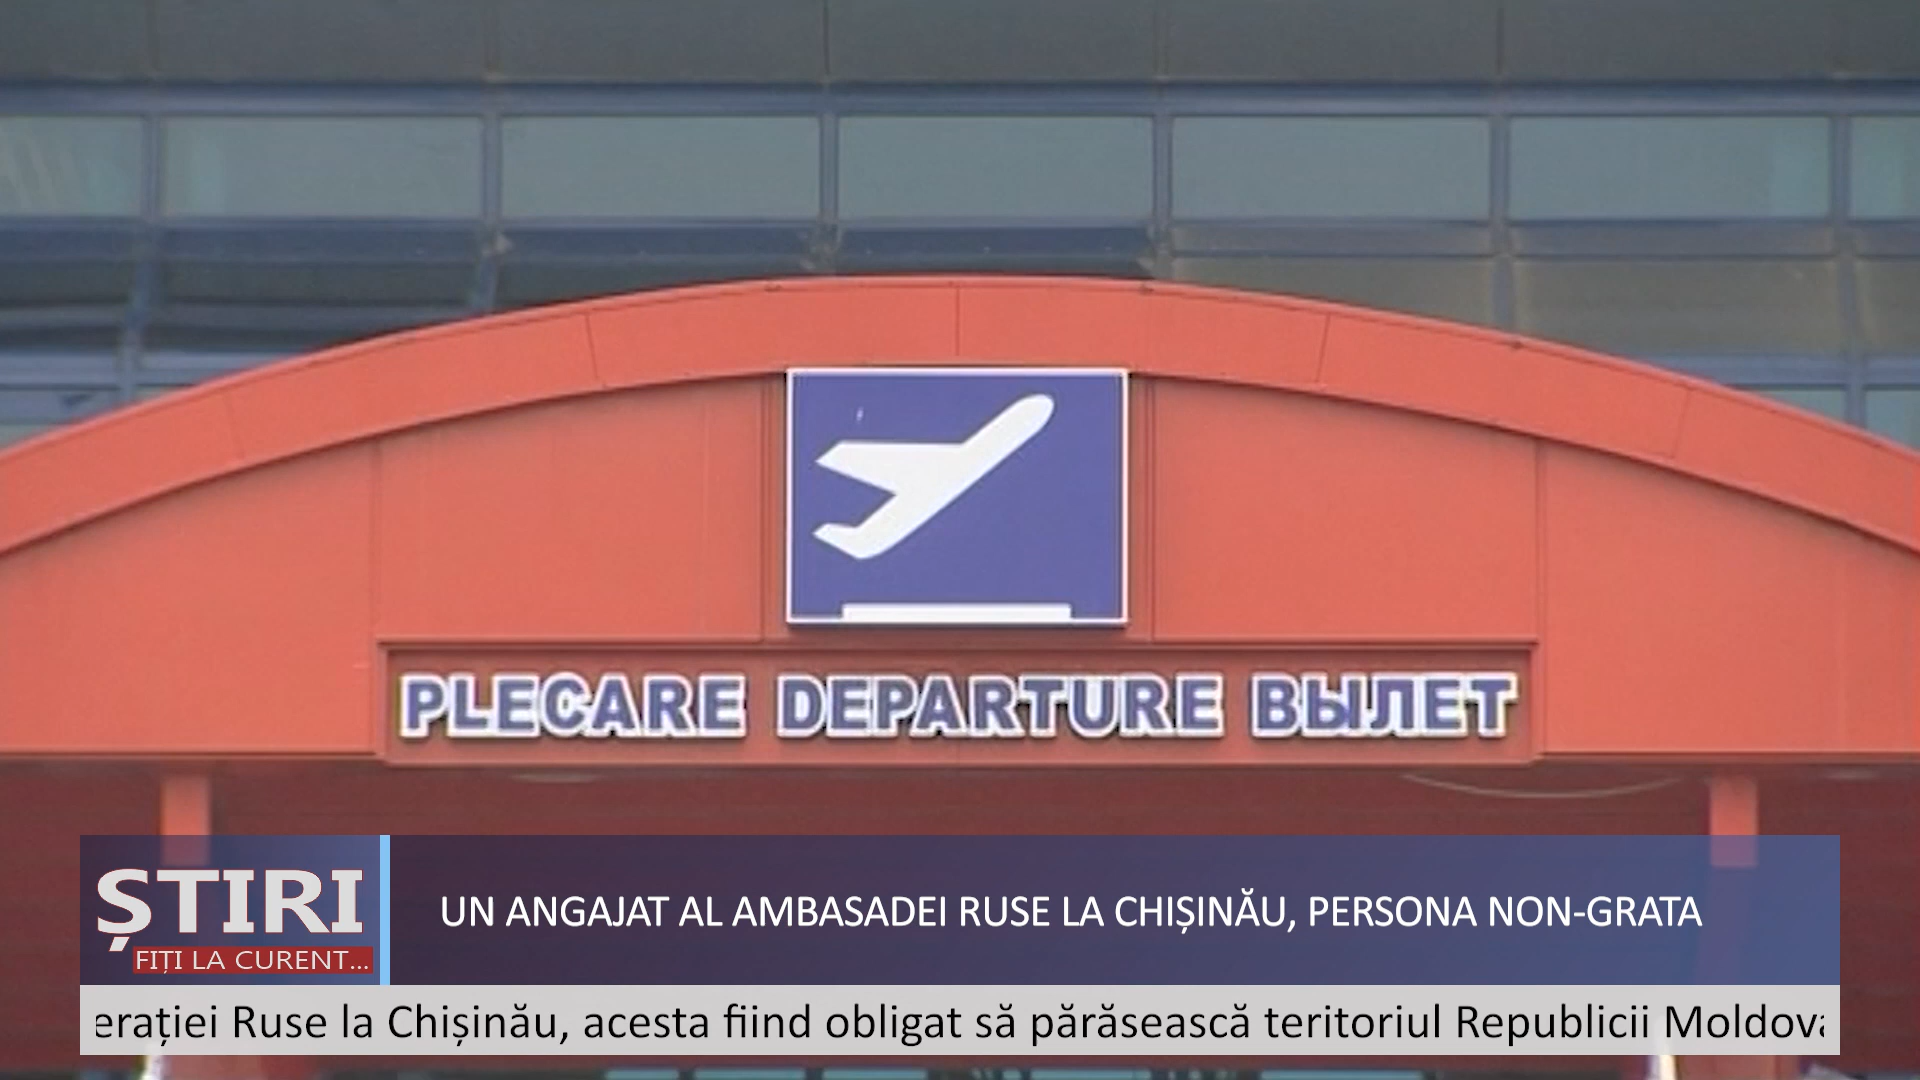 PLECARE DEPARTURE ВЫЛЕТ
ȘTIRI
FIȚI LA CURENT...
UN ANGAJAT AL AMBASADEI RUSE LA CHIȘINĂU, PERSONA NON-GRATA
erației Ruse la Chișinău, acesta fiind obligat să părăsească teritoriul Republicii Moldova